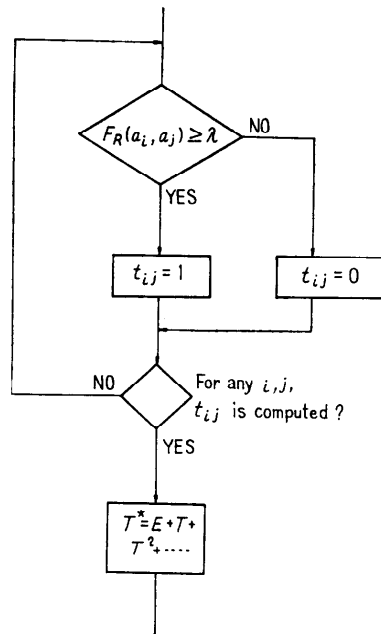 F_R(a_i, a_j) ≥ λ
NO
YES
t_ij = 1
t_ij = 0
NO
For any i,j,
t_ij is computed ?
YES
T* = E + T +
T² + ----